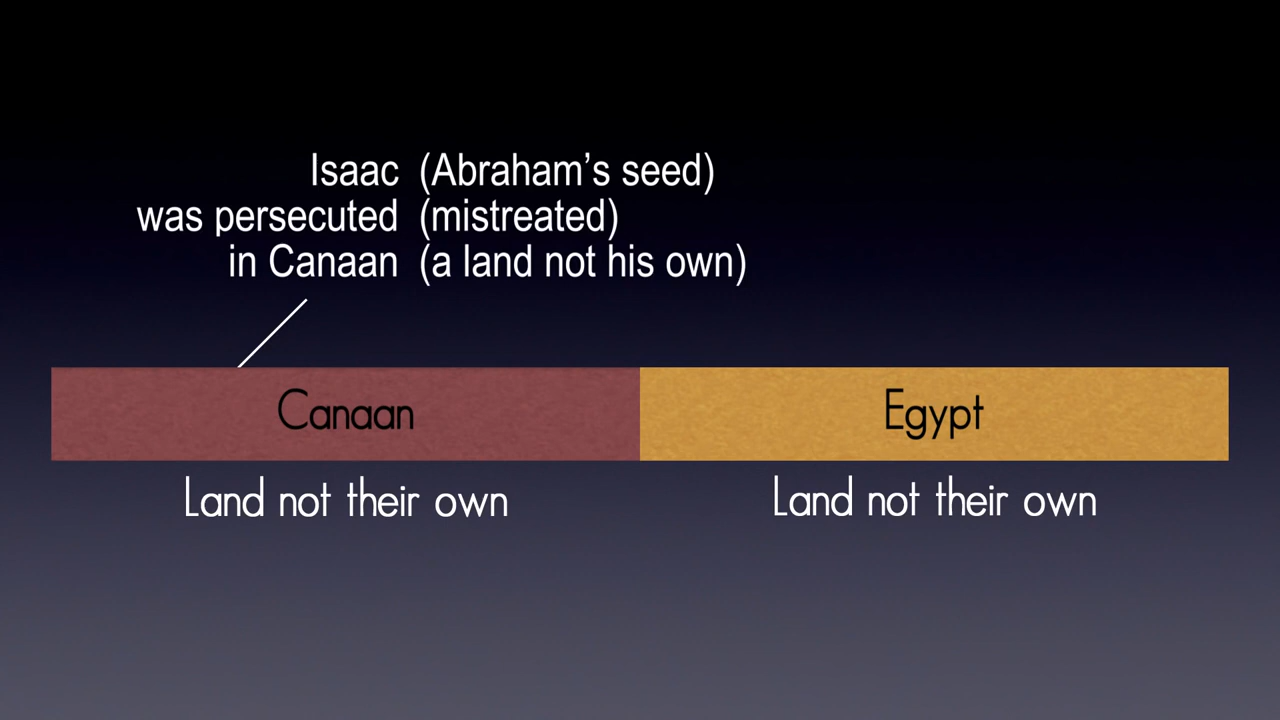 Isaac (Abraham’s seed)
was persecuted (mistreated)
in Canaan (a land not his own)
Canaan Egypt
Land not their own Land not their own